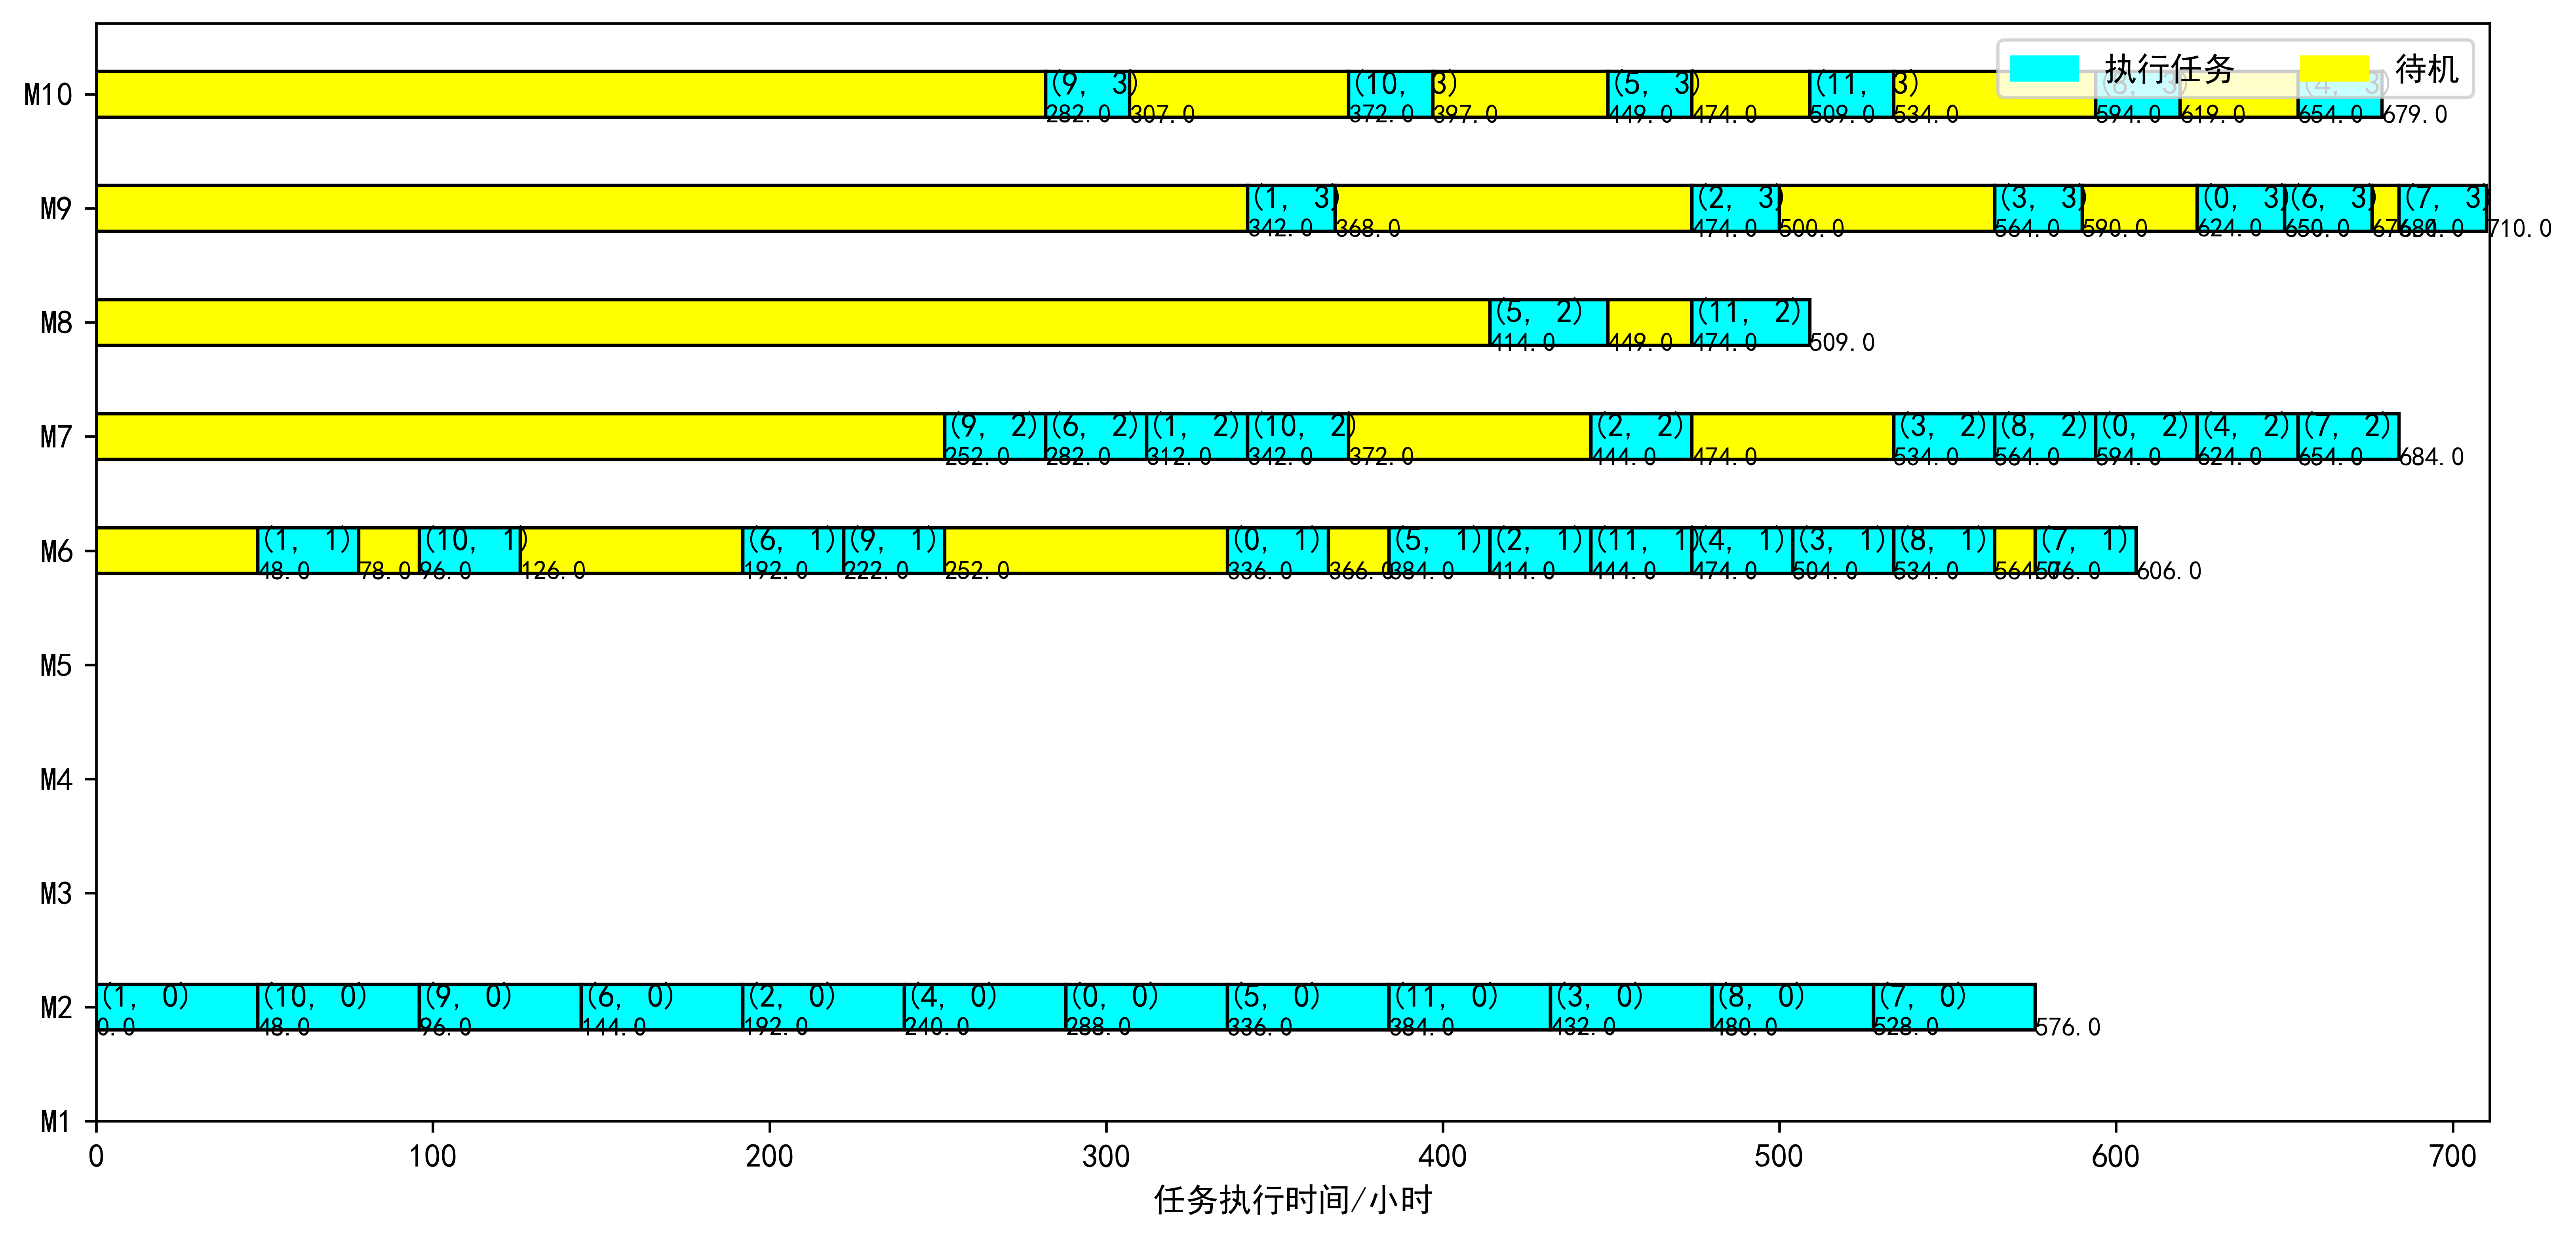 执行任务 待机
M10 (9, 3) (10, 3) (5, 3) (11, 3) (8, 3) (4, 3)
282.0 307.0 372.0 397.0 449.0 474.0 509.0 534.0 594.0 619.0 654.0 679.0
M9 (1, 3) (2, 3) (3, 3) (0, 3) (6, 3) (7, 3)
342.0 368.0 474.0 500.0 564.0 590.0 624.0 650.0 684.0 710.0
M8 (5, 2) (11, 2)
414.0 449.0 474.0 509.0
M7 (9, 2) (6, 2) (1, 2) (10, 2) (2, 2) (3, 2) (8, 2) (0, 2) (4, 2) (7, 2)
252.0 282.0 312.0 342.0 372.0 444.0 474.0 534.0 564.0 594.0 624.0 654.0 684.0
M6 (1, 1) (10, 1) (6, 1) (9, 1) (0, 1) (5, 1) (2, 1) (11, 1) (4, 1) (3, 1) (8, 1) (7, 1)
48.0 78.0 96.0 126.0 192.0 222.0 252.0 336.0 366.0 384.0 414.0 444.0 474.0 504.0 534.0 564.0 576.0 606.0
M5
M4
M3
M2 (1, 0) (10, 0) (9, 0) (6, 0) (2, 0) (4, 0) (0, 0) (5, 0) (11, 0) (3, 0) (8, 0) (7, 0)
0.0 48.0 96.0 144.0 192.0 240.0 288.0 336.0 384.0 432.0 480.0 528.0 576.0
M1
0 100 200 300 400 500 600 700
任务执行时间/小时